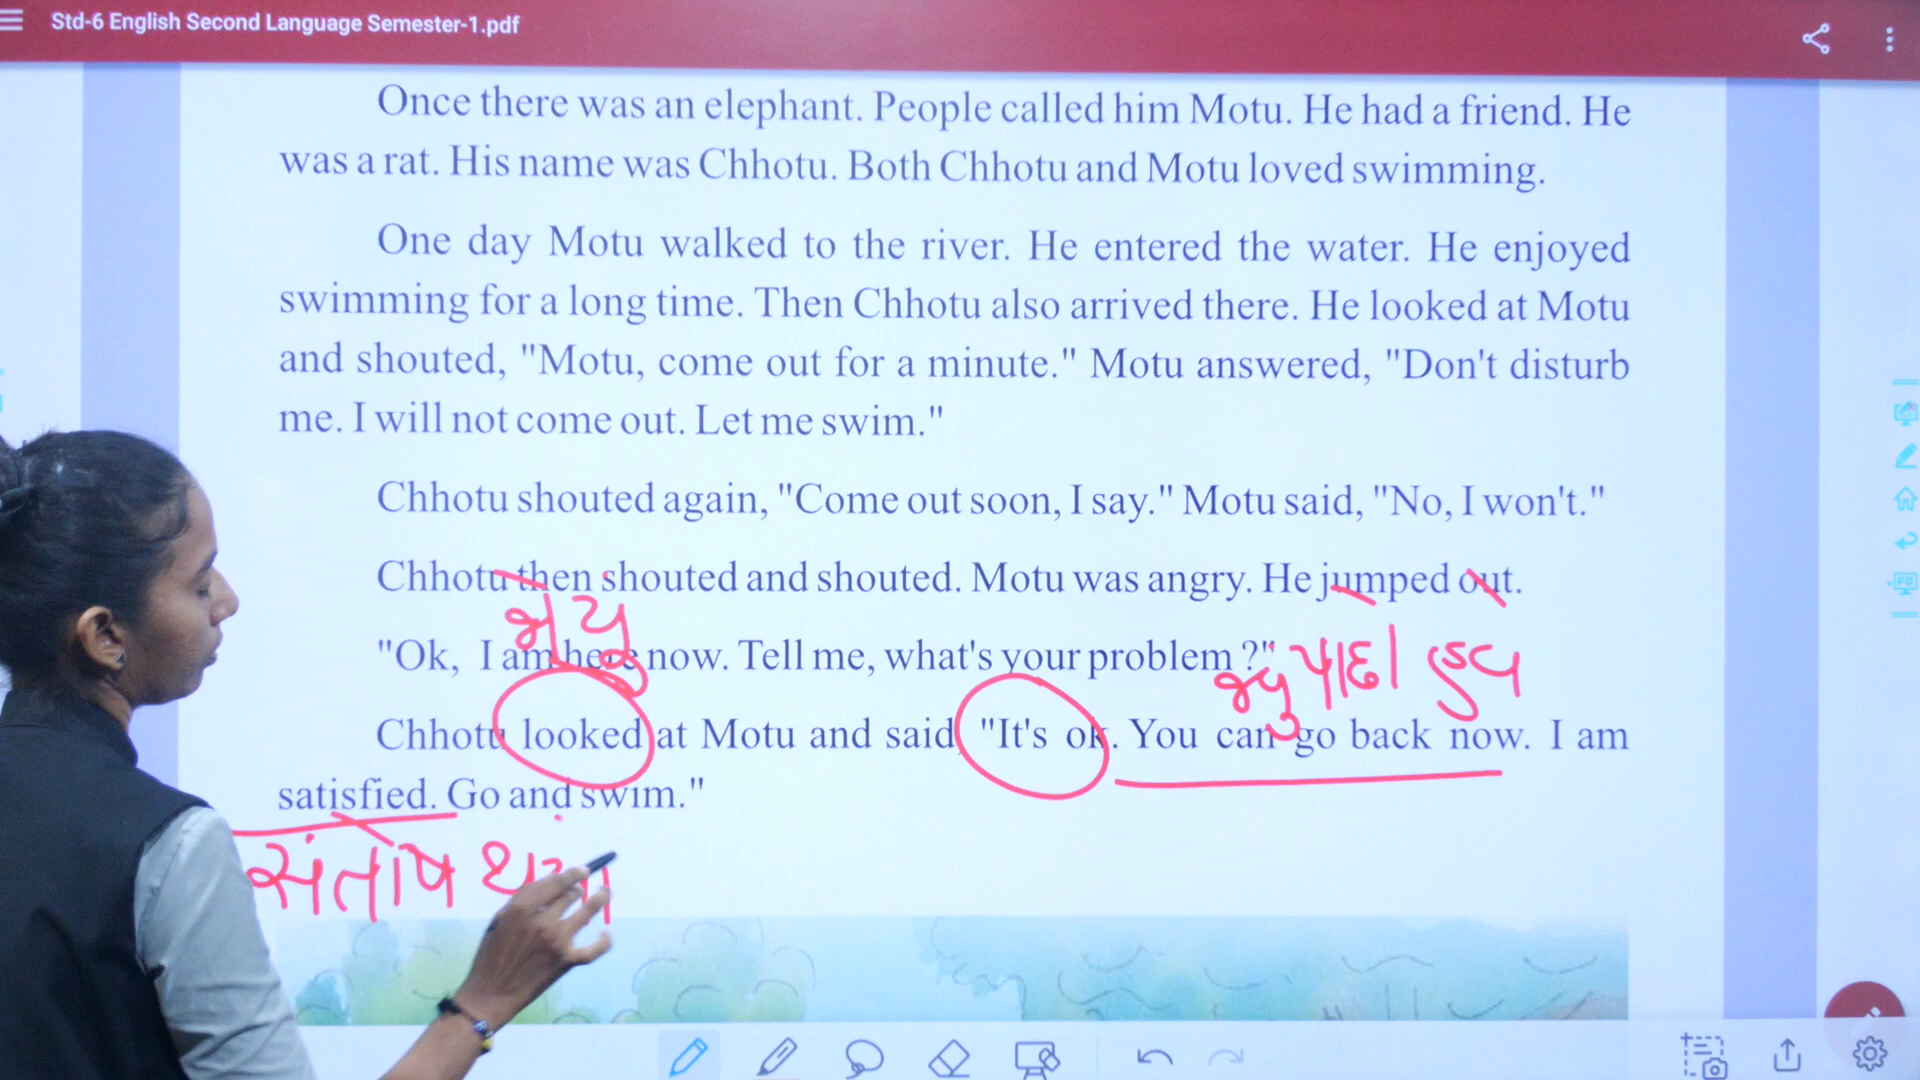 Std-6 English Second Language Semester-1.pdf
Once there was an elephant. People called him Motu. He had a friend. He
was a rat. His name was Chhotu. Both Chhotu and Motu loved swimming.
One day Motu walked to the river. He entered the water. He enjoyed
swimming for a long time. Then Chhotu also arrived there. He looked at Motu
and shouted, "Motu, come out for a minute." Motu answered, "Don't disturb
me. I will not come out. Let me swim."
Chhotu shouted again, "Come out soon, I say." Motu said, "No, I won't."
Chhotu then shouted and shouted. Motu was angry. He jumped out.
"Ok, I am here now. Tell me, what's your problem ?"
પાછા હવે
Chhotu looked at Motu and said, "It's ok. You can go back now. I am
satisfied. Go and swim."
સંતોષ